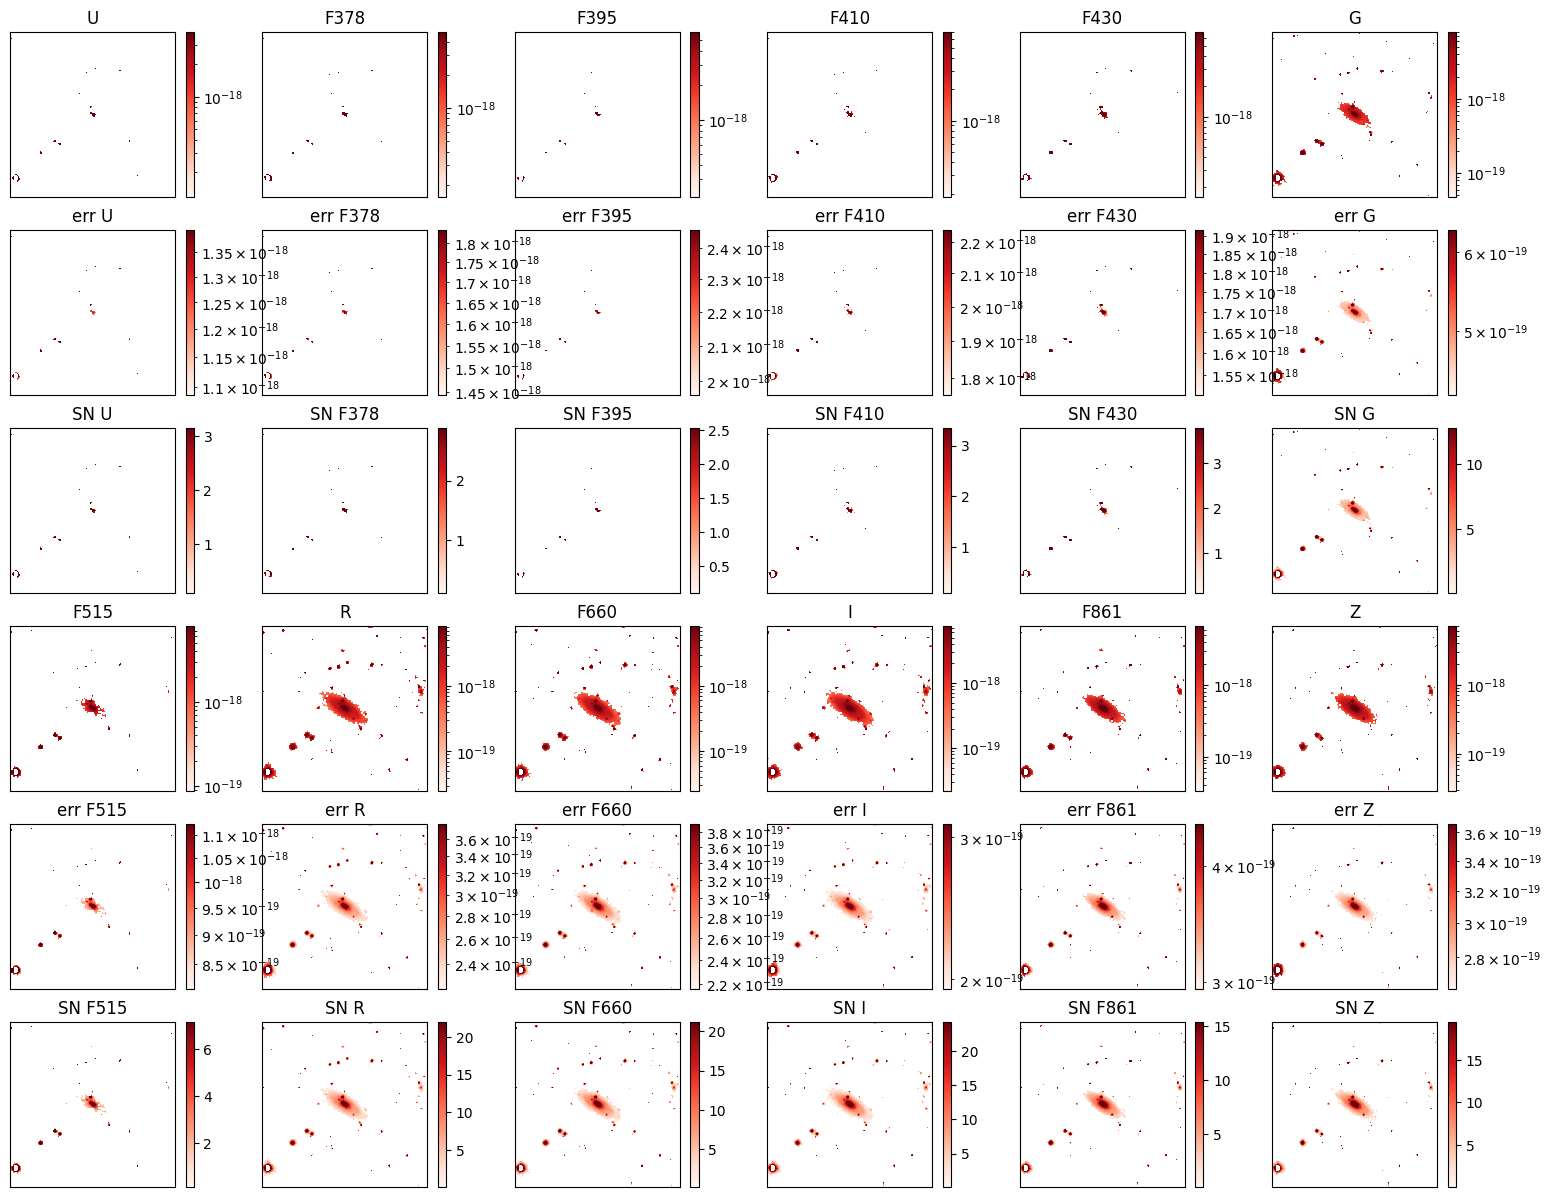 U F378 F395 F410 F430 G
10⁻¹⁸ 10⁻¹⁸ 10⁻¹⁸ 10⁻¹⁸ 10⁻¹⁸ 10⁻¹⁸ 10⁻¹⁹
err U err F378 err F395 err F410 err F430 err G
1.35 × 10⁻¹⁸ 1.3 × 10⁻¹⁸ 1.25 × 10⁻¹⁸ 1.2 × 10⁻¹⁸ 1.15 × 10⁻¹⁸ 1.1 × 10⁻¹⁸
1.8 × 10⁻¹⁸ 1.75 × 10⁻¹⁸ 1.7 × 10⁻¹⁸ 1.65 × 10⁻¹⁸ 1.6 × 10⁻¹⁸ 1.55 × 10⁻¹⁸ 1.5 × 10⁻¹⁸ 1.45 × 10⁻¹⁸
2.4 × 10⁻¹⁸ 2.3 × 10⁻¹⁸ 2.2 × 10⁻¹⁸ 2.1 × 10⁻¹⁸ 2 × 10⁻¹⁸
2.2 × 10⁻¹⁸ 2.1 × 10⁻¹⁸ 2 × 10⁻¹⁸ 1.9 × 10⁻¹⁸ 1.8 × 10⁻¹⁸
1.9 × 10⁻¹⁸ 1.85 × 10⁻¹⁸ 1.8 × 10⁻¹⁸ 1.75 × 10⁻¹⁸ 1.7 × 10⁻¹⁸ 1.65 × 10⁻¹⁸ 1.6 × 10⁻¹⁸ 1.55 × 10⁻¹⁸
6 × 10⁻¹⁹ 5 × 10⁻¹⁹
SN U SN F378 SN F395 SN F410 SN F430 SN G
3 2 1
2 1
2.5 2.0 1.5 1.0 0.5
3 2 1
3 2 1
10 5
F515 R F660 I F861 Z
10⁻¹⁸ 10⁻¹⁹
10⁻¹⁸ 10⁻¹⁹
10⁻¹⁸ 10⁻¹⁹
10⁻¹⁸ 10⁻¹⁹
10⁻¹⁸ 10⁻¹⁹
10⁻¹⁸ 10⁻¹⁹
err F515 err R err F660 err I err F861 err Z
1.1 × 10⁻¹⁸ 1.05 × 10⁻¹⁸ 10⁻¹⁸ 9.5 × 10⁻¹⁹ 9 × 10⁻¹⁹ 8.5 × 10⁻¹⁹
3.6 × 10⁻¹⁹ 3.4 × 10⁻¹⁹ 3.2 × 10⁻¹⁹ 3 × 10⁻¹⁹ 2.8 × 10⁻¹⁹ 2.6 × 10⁻¹⁹ 2.4 × 10⁻¹⁹
3.8 × 10⁻¹⁹ 3.6 × 10⁻¹⁹ 3.4 × 10⁻¹⁹ 3.2 × 10⁻¹⁹ 3 × 10⁻¹⁹ 2.8 × 10⁻¹⁹ 2.6 × 10⁻¹⁹ 2.4 × 10⁻¹⁹ 2.2 × 10⁻¹⁹
3 × 10⁻¹⁹ 2 × 10⁻¹⁹
4 × 10⁻¹⁹ 3 × 10⁻¹⁹
3.6 × 10⁻¹⁹ 3.4 × 10⁻¹⁹ 3.2 × 10⁻¹⁹ 3 × 10⁻¹⁹ 2.8 × 10⁻¹⁹
SN F515 SN R SN F660 SN I SN F861 SN Z
6 4 2
20 15 10 5
20 15 10 5
20 15 10 5
15 10 5
15 10 5